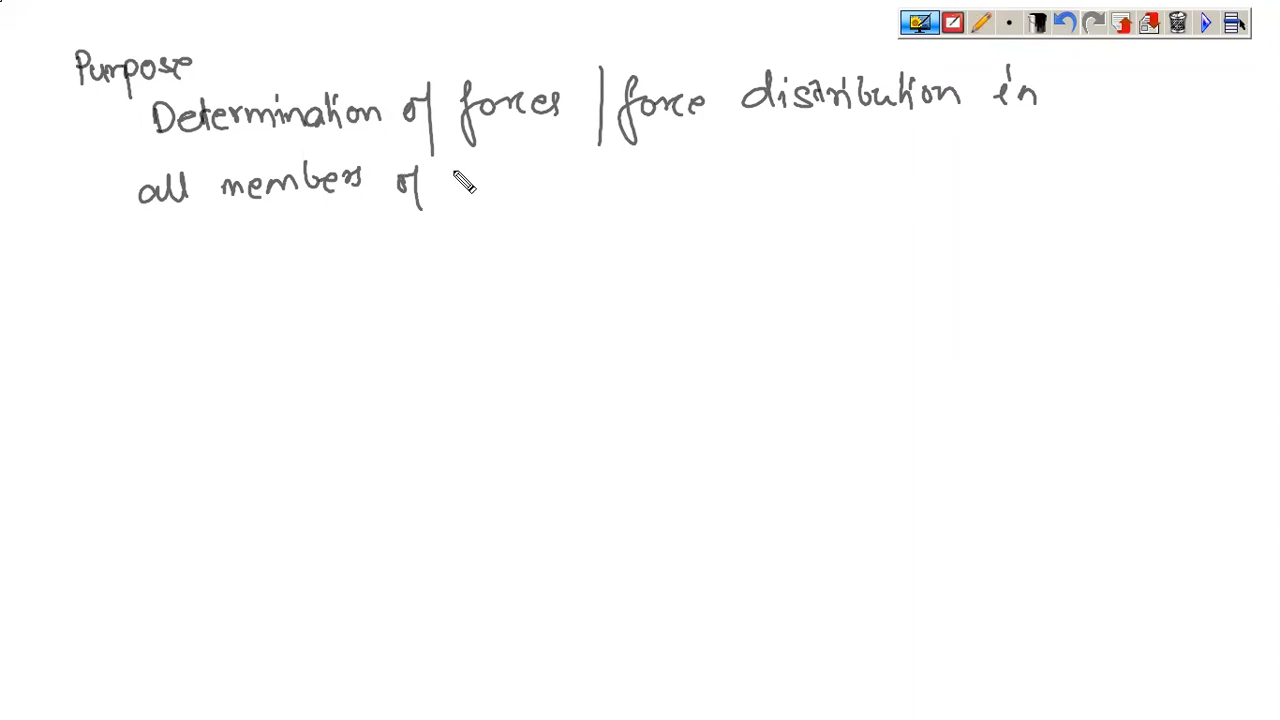 Purpose
Determination of forces | force distribution in
all members of